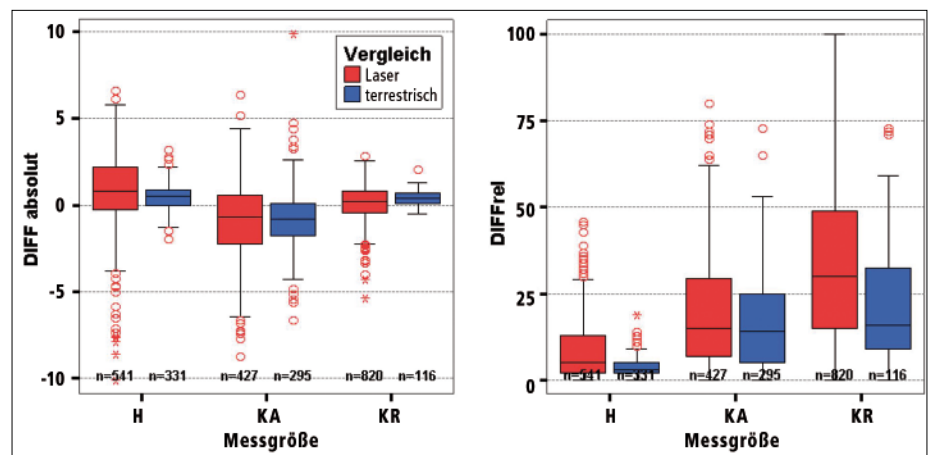 DIFF absolut
10
5
0
-5
-10
Vergleich
Laser
terrestrisch
n=541 n=331 n=427 n=295 n=820 n=116
H KA KR
Messgröße
DIFFrel
100
75
50
25
0
n=541 n=331 n=427 n=295 n=820 n=116
H KA KR
Messgröße